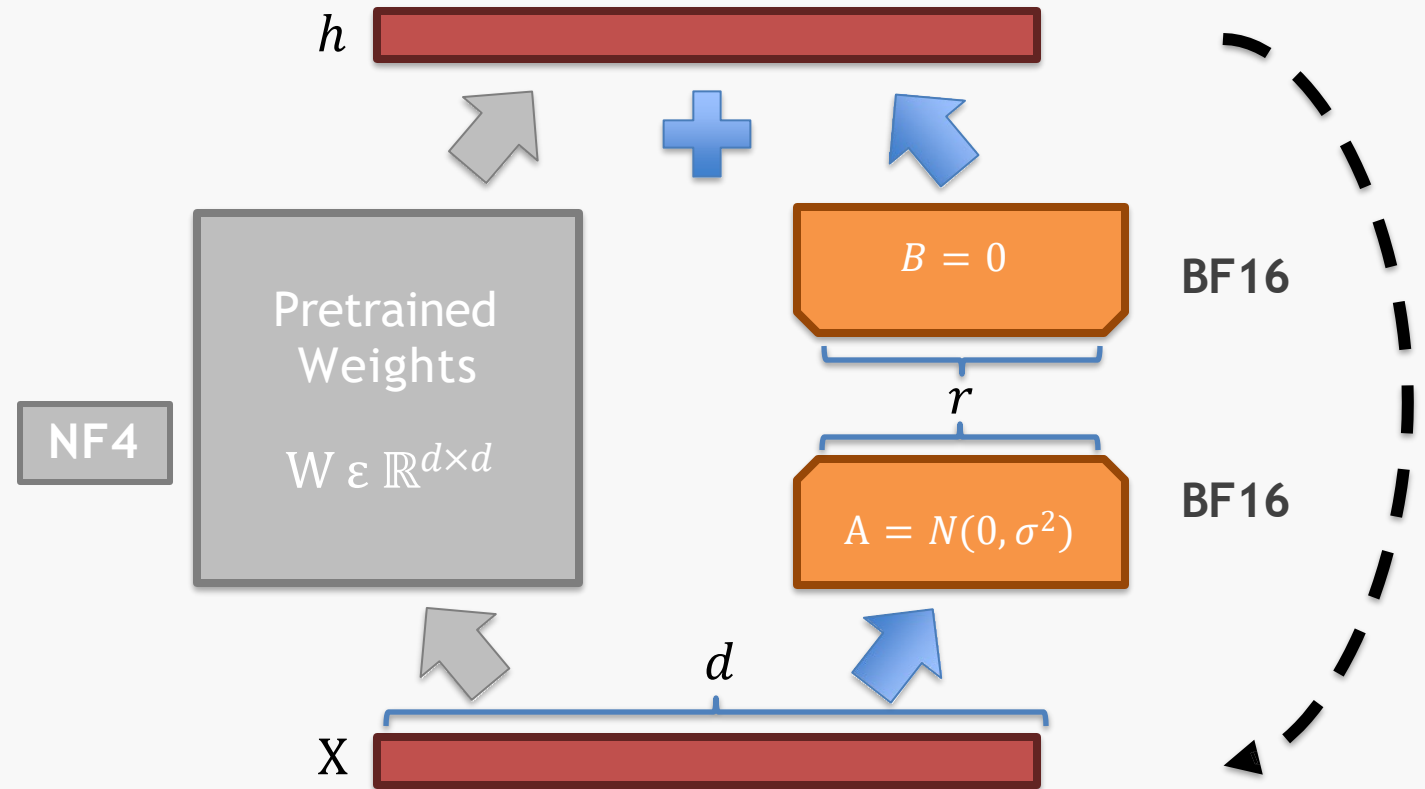 h
B = 0
BF16
Pretrained
Weights
r
NF4
W ε ℝ^{d×d}
BF16
A = N(0, σ²)
d
X